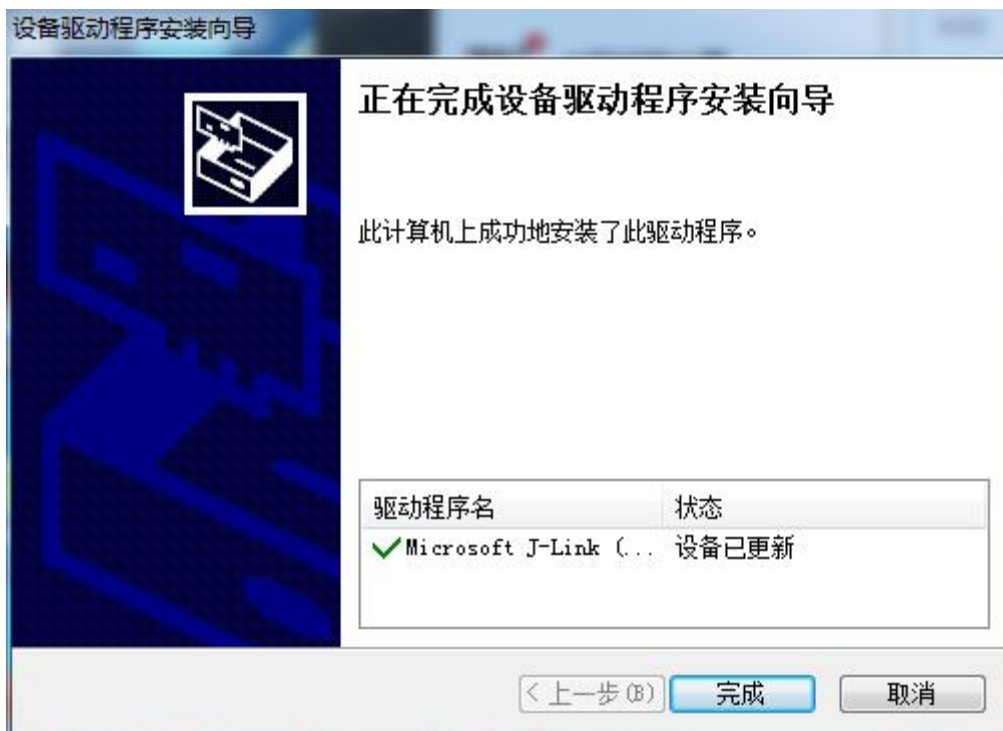 设备驱动程序安装向导
正在完成设备驱动程序安装向导
此计算机上成功地安装了此驱动程序。
驱动程序名 状态
Microsoft J-Link (... 设备已更新
< 上一步(B) 完成 取消